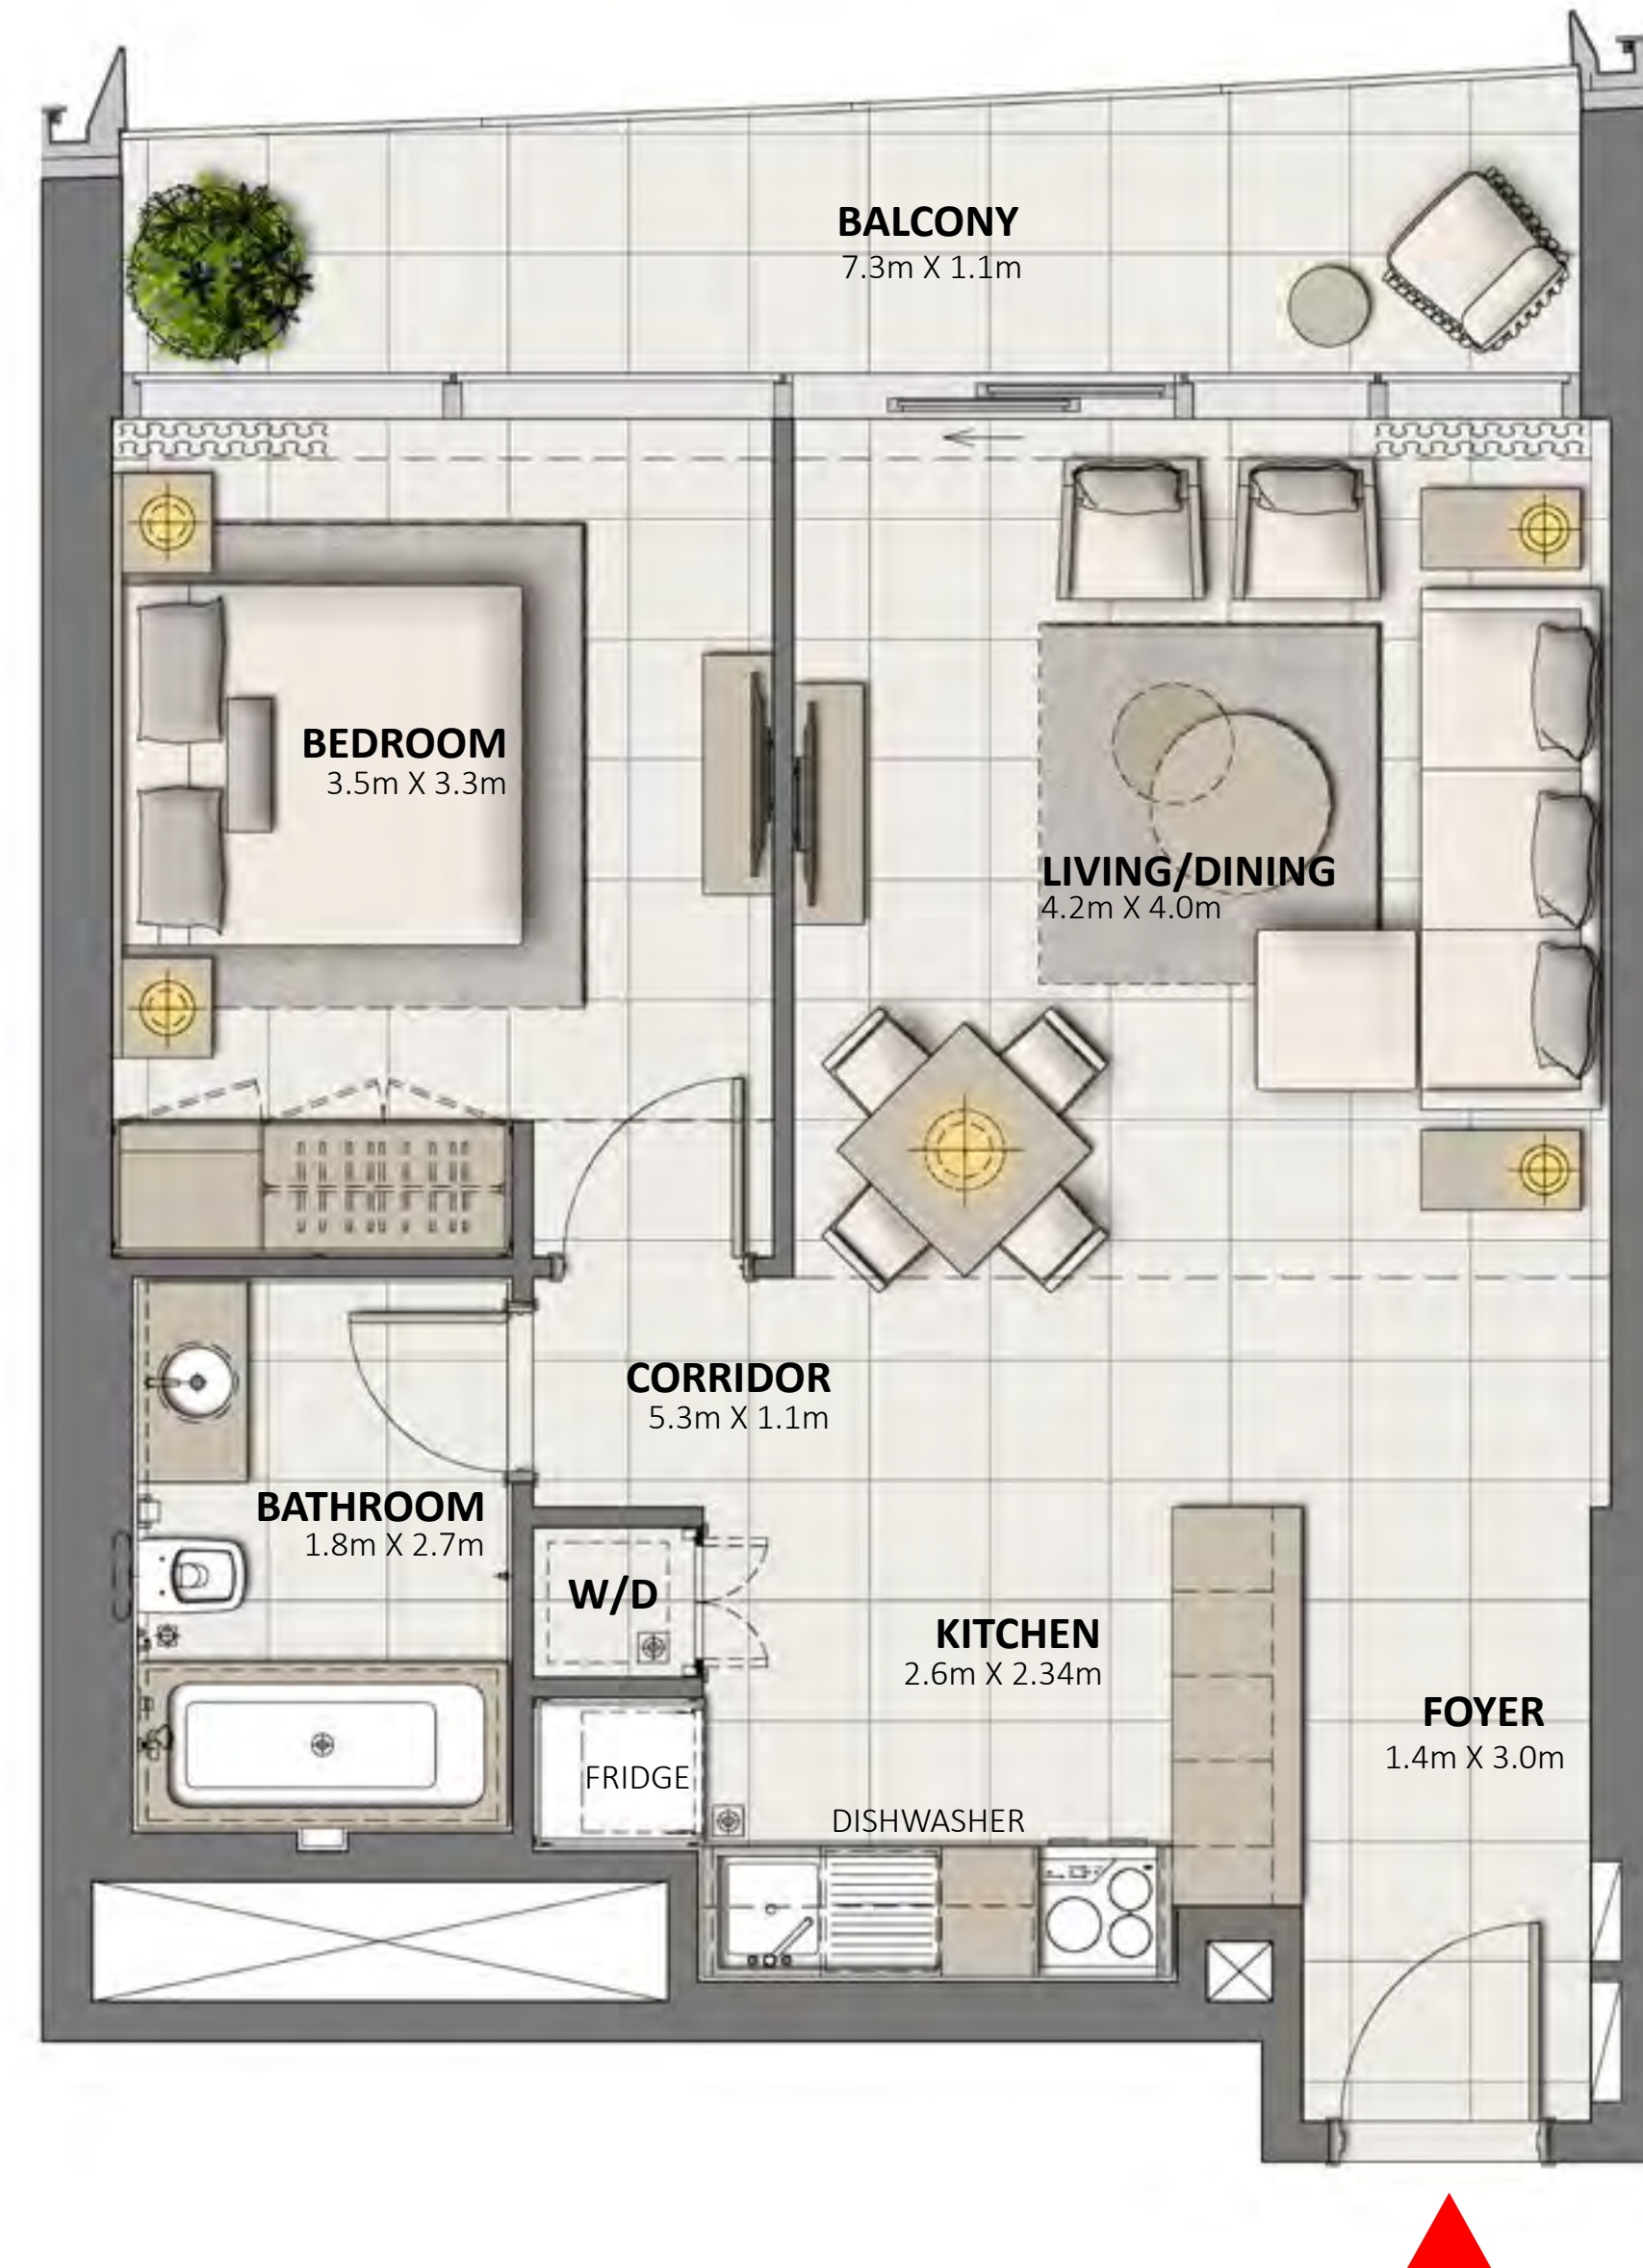 BALCONY
7.3m X 1.1m
BEDROOM
3.5m X 3.3m
LIVING/DINING
4.2m X 4.0m
CORRIDOR
5.3m X 1.1m
BATHROOM
1.8m X 2.7m
W/D
KITCHEN
2.6m X 2.34m
FOYER
1.4m X 3.0m
FRIDGE
DISHWASHER